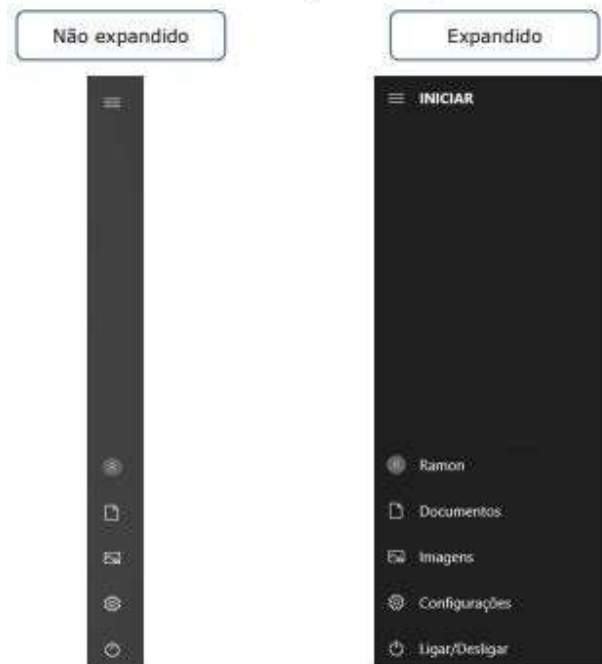 Não expandido
Expandido
INICIAR
Ramon
Documentos
Imagens
Configurações
Ligar/Desligar